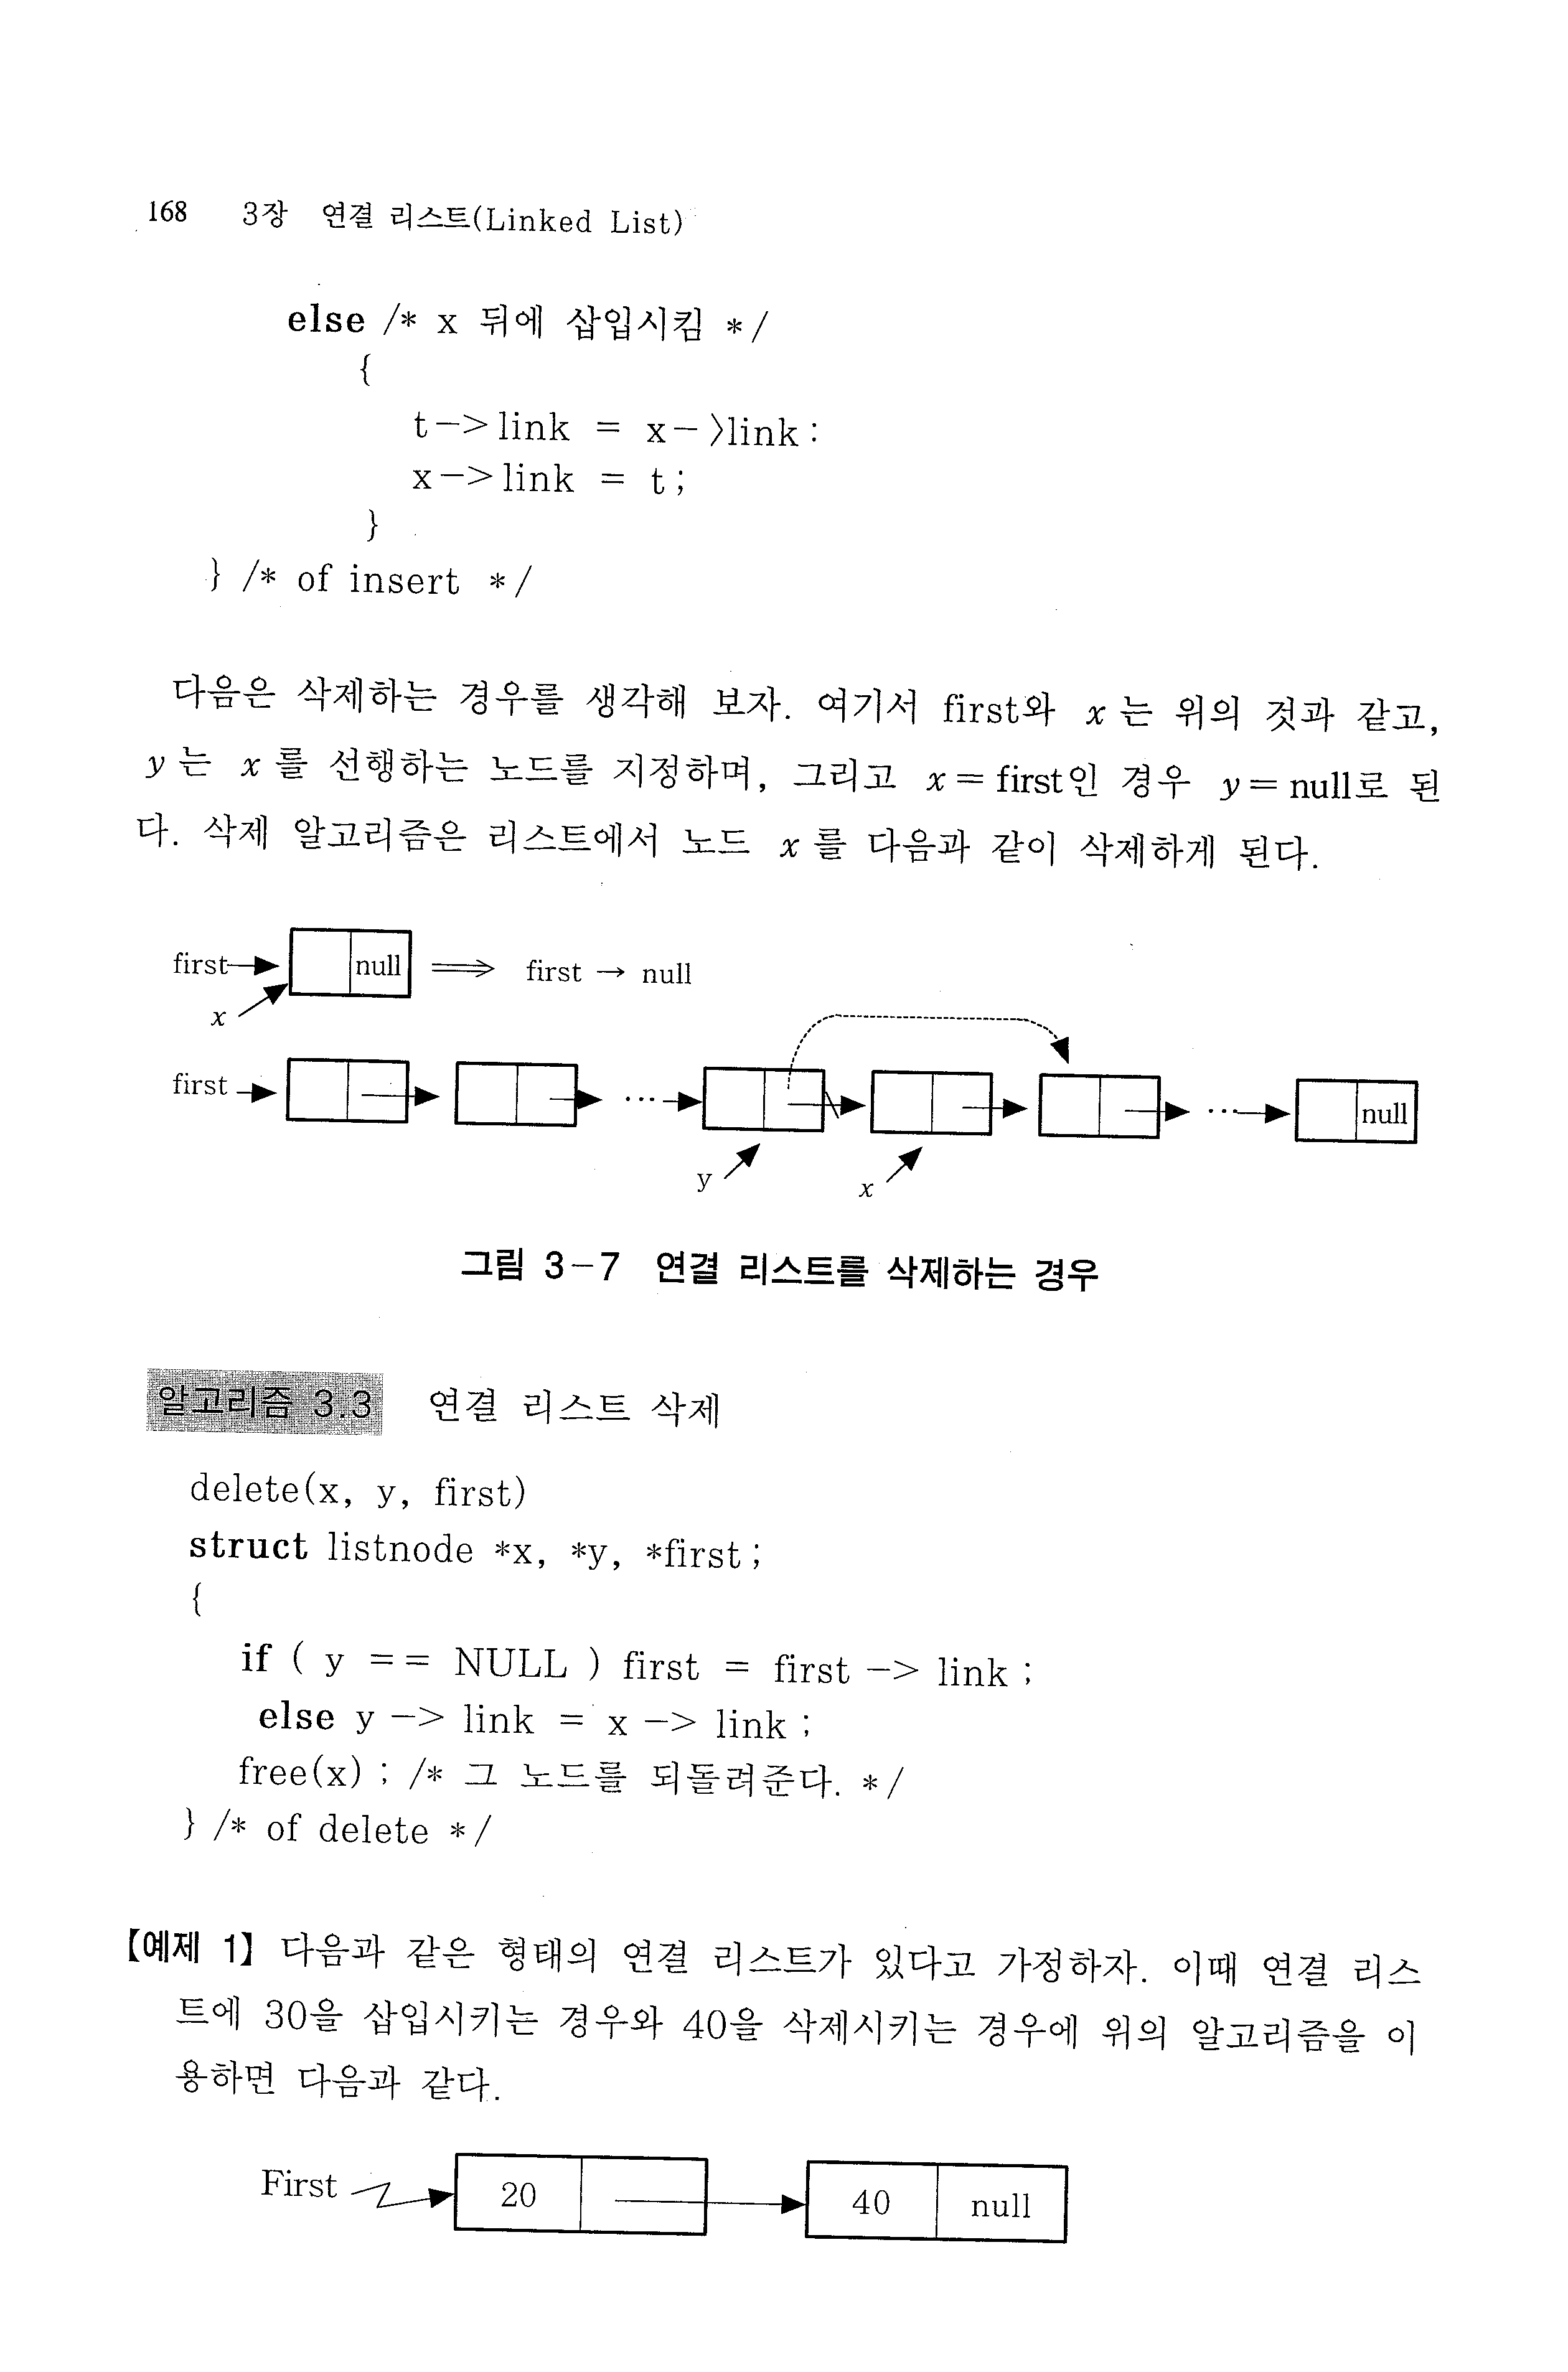 168 3장 연결 리스트(Linked List)
else /* x 뒤에 삽입시킴 */
{
t->link = x->link:
x->link = t;
}
} /* of insert */
다음은 삭제하는 경우를 생각해 보자. 여기서 first와 x는 위의 것과 같고,
y는 x를 선행하는 노드를 지정하며, 그리고 x=first인 경우 y=null로 된
다. 삭제 알고리즘은 리스트에서 노드 x를 다음과 같이 삭제하게 된다.
first null ⟹ first → null
x
first ··· ··· null
y x
그림 3-7 연결 리스트를 삭제하는 경우
알고리즘 3.3 연결 리스트 삭제
delete(x, y, first)
struct listnode *x, *y, *first;
{
if ( y == NULL ) first = first -> link ;
else y -> link = x -> link ;
free(x) ; /* 그 노드를 되돌려준다. */
} /* of delete */
【예제 1】 다음과 같은 형태의 연결 리스트가 있다고 가정하자. 이때 연결 리스
트에 30을 삽입시키는 경우와 40을 삭제시키는 경우에 위의 알고리즘을 이
용하면 다음과 같다.
First 20 40 null